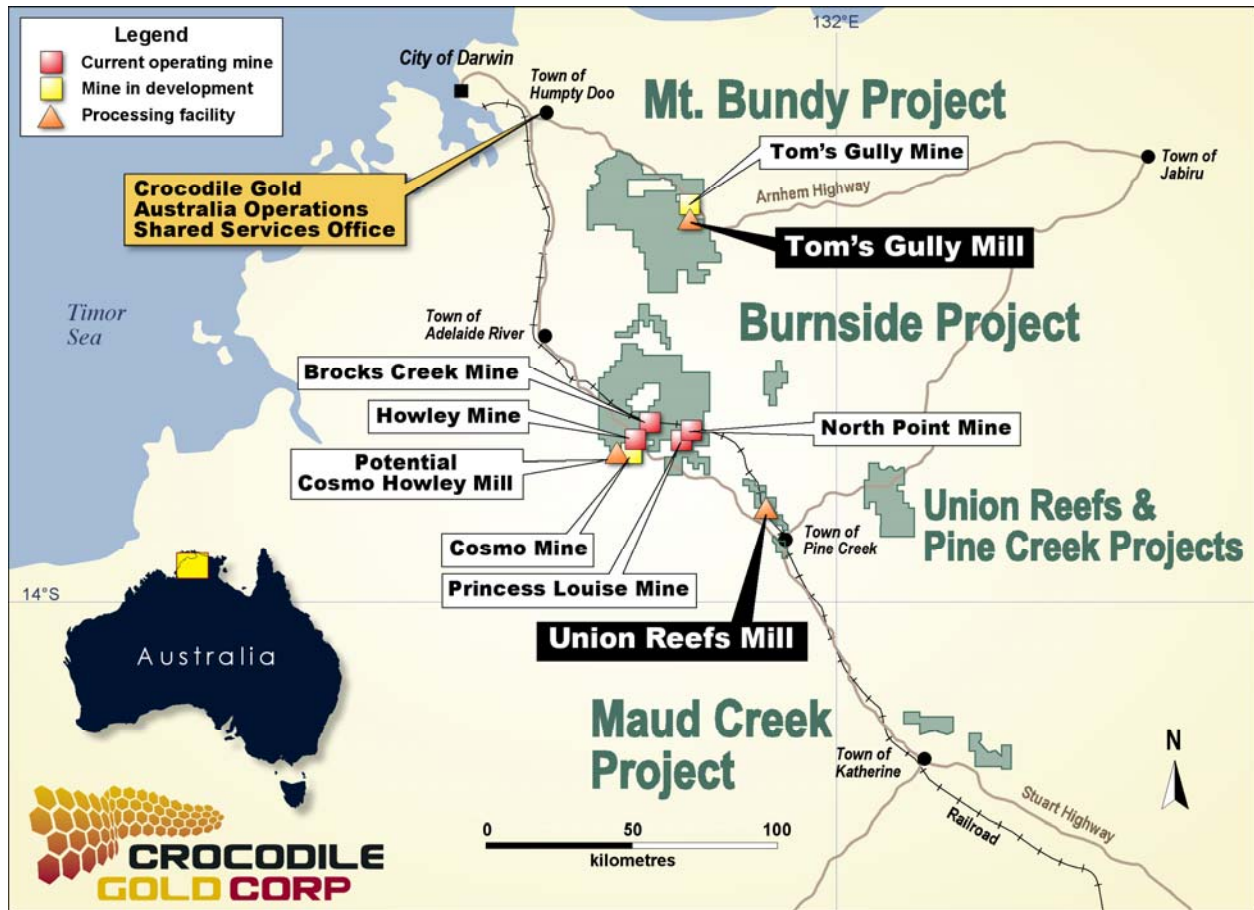 Legend
Current operating mine
Mine in development
Processing facility
132°E
City of Darwin
Town of
Humpty Doo
Mt. Bundy Project
Tom's Gully Mine
Town of
Jabiru
Arnhem Highway
Crocodile Gold
Australia Operations
Shared Services Office
Tom's Gully Mill
Timor
Sea
Town of
Adelaide River
Burnside Project
Brocks Creek Mine
Howley Mine
North Point Mine
Potential
Cosmo Howley Mill
Union Reefs &
Pine Creek Projects
Town of
Pine Creek
Cosmo Mine
Princess Louise Mine
14°S
Union Reefs Mill
Australia
Maud Creek
Project
Town of
Katherine
N
Stuart Highway
Railroad
0 50 100
kilometres
CROCODILE
GOLD CORP